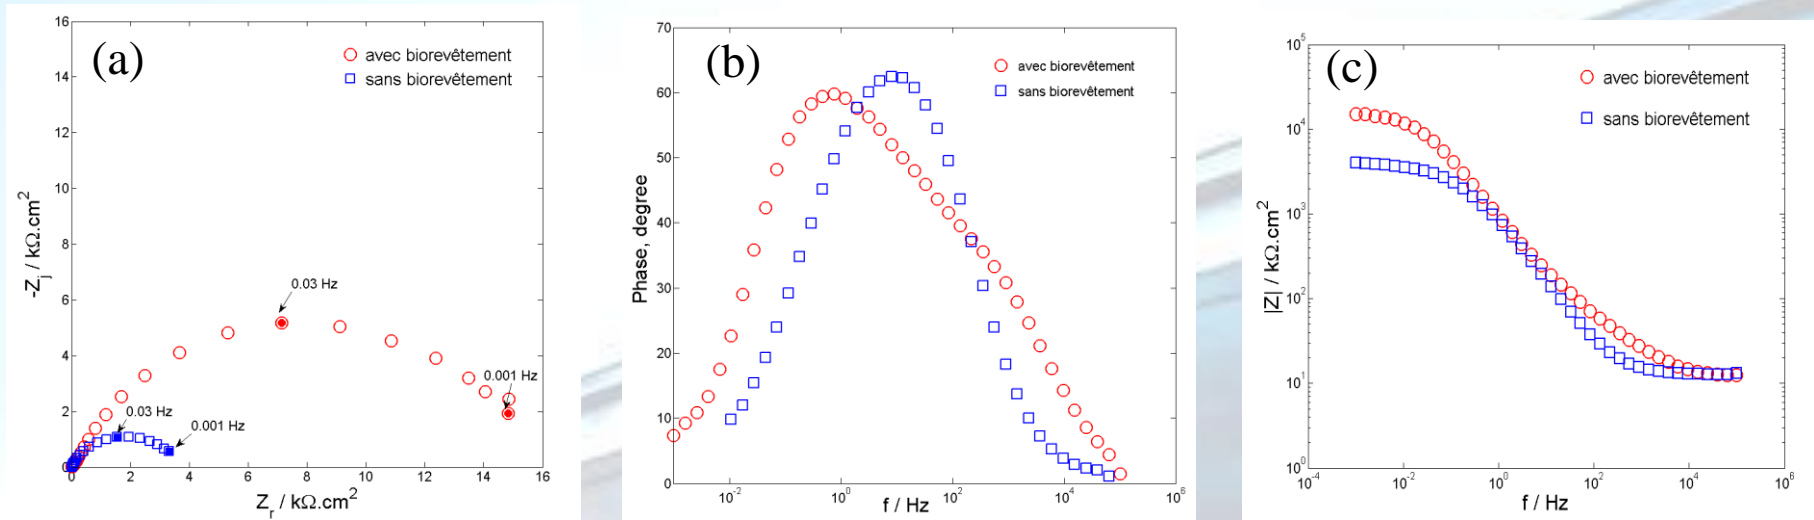 (a)
avec biorevêtement
sans biorevêtement
16
14
12
10
8
6
4
2
0
-Zj / kΩ.cm²
0.03 Hz
0.001 Hz
0.03 Hz
0.001 Hz
0 2 4 6 8 10 12 14 16
Zr / kΩ.cm²
(b)
avec biorevêtement
sans biorevêtement
70
60
50
40
30
20
10
0
Phase, degree
10⁻² 10⁰ 10² 10⁴ 10⁶
f / Hz
(c)
avec biorevêtement
sans biorevêtement
10⁵
10⁴
10³
10²
10¹
10⁰
|Z| / kΩ.cm²
10⁻⁴ 10⁻² 10⁰ 10² 10⁴ 10⁶
f / Hz